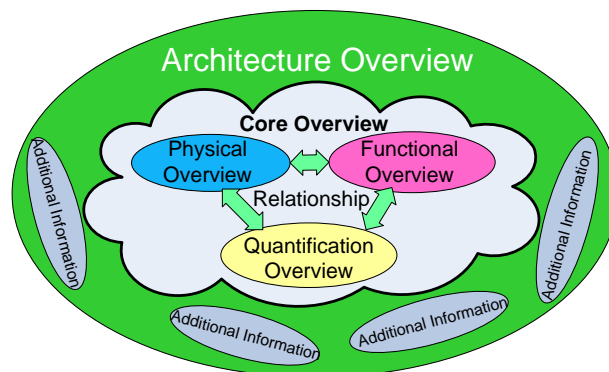 Architecture Overview
Core Overview
Physical
Overview
Functional
Overview
Relationship
Quantification
Overview
Additional Information
Additional Information
Additional Information
Additional Information